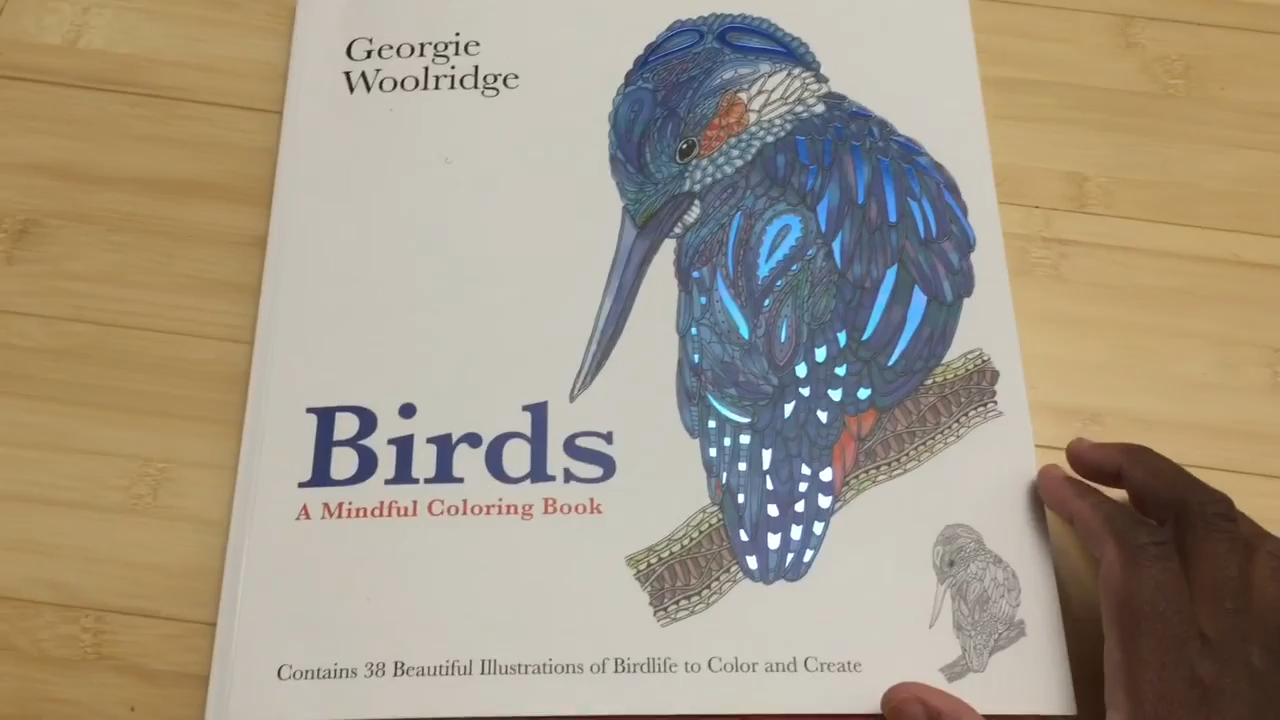 Georgie
Woolridge
Birds
A Mindful Coloring Book
Contains 38 Beautiful Illustrations of Birdlife to Color and Create